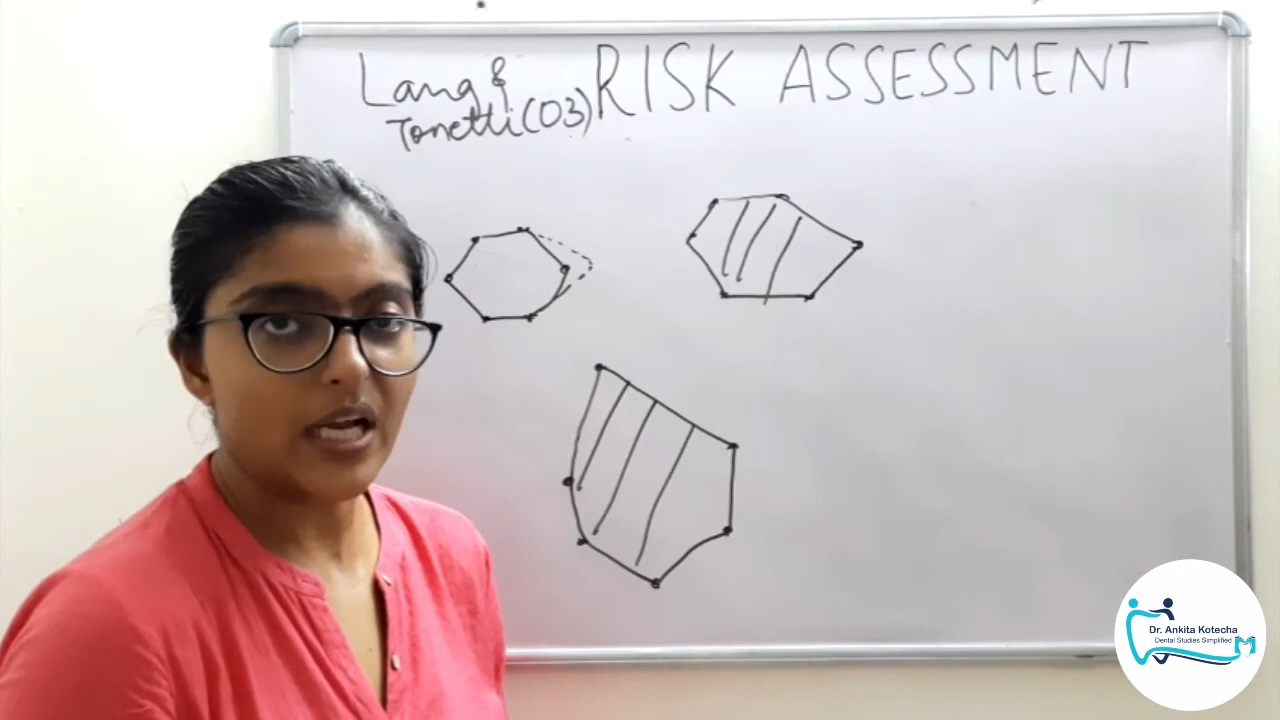 Lang & RISK ASSESSMENT
Tonetti (03)
Dr. Ankita Kotecha
Dental Studies Simplified